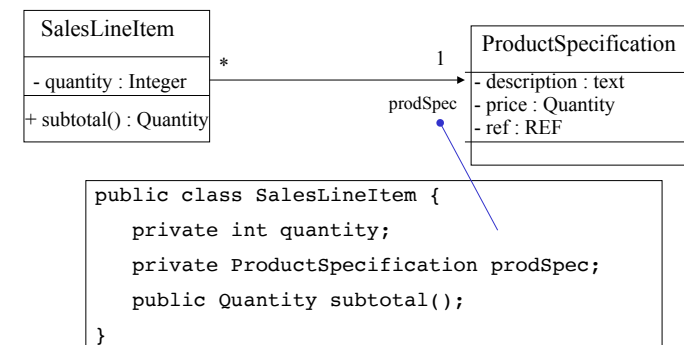 SalesLineItem
- quantity : Integer
+ subtotal() : Quantity
*
1
prodSpec
ProductSpecification
- description : text
- price : Quantity
- ref : REF
public class SalesLineItem {
private int quantity;
private ProductSpecification prodSpec;
public Quantity subtotal();
}